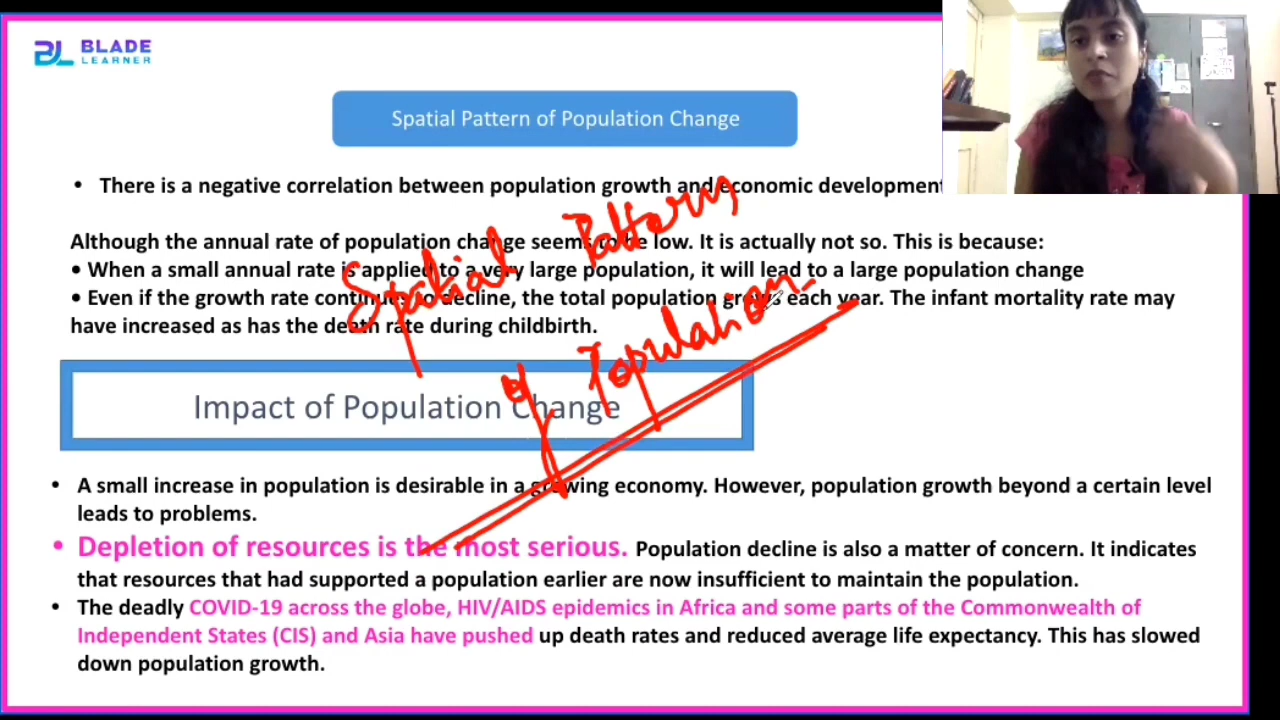 BLADE
LEARNER
Spatial Pattern of Population Change
• There is a negative correlation between population growth and economic development
Although the annual rate of population change seems to be low. It is actually not so. This is because:
• When a small annual rate is applied to a very large population, it will lead to a large population change
• Even if the growth rate continues to decline, the total population grows each year. The infant mortality rate may
have increased as has the death rate during childbirth.
Spatial Pattern
of Population
Impact of Population Change
• A small increase in population is desirable in a growing economy. However, population growth beyond a certain level
leads to problems.
• Depletion of resources is the most serious. Population decline is also a matter of concern. It indicates
that resources that had supported a population earlier are now insufficient to maintain the population.
• The deadly COVID-19 across the globe, HIV/AIDS epidemics in Africa and some parts of the Commonwealth of
Independent States (CIS) and Asia have pushed up death rates and reduced average life expectancy. This has slowed
down population growth.